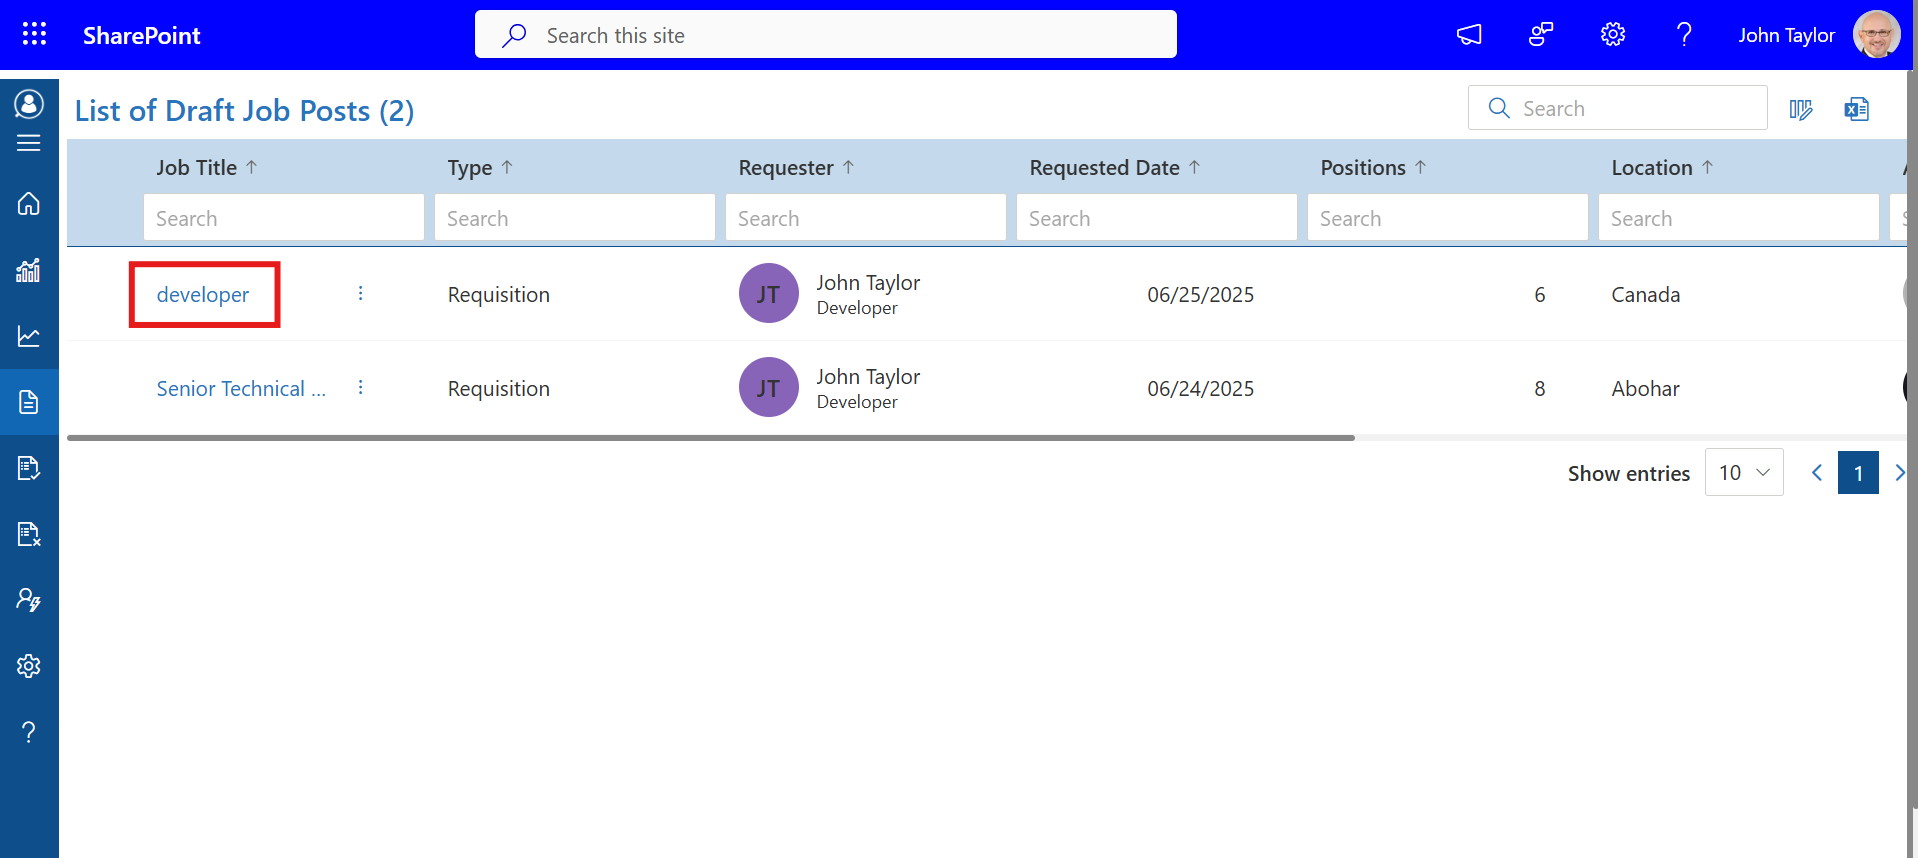 SharePoint
Search this site
John Taylor
List of Draft Job Posts (2)
Search
Job Title ↑ Type ↑ Requester ↑ Requested Date ↑ Positions ↑ Location ↑
Search Search Search Search Search Search
developer Requisition JT John Taylor 06/25/2025 6 Canada
Developer
Senior Technical ... Requisition JT John Taylor 06/24/2025 8 Abohar
Developer
Show entries 10 1